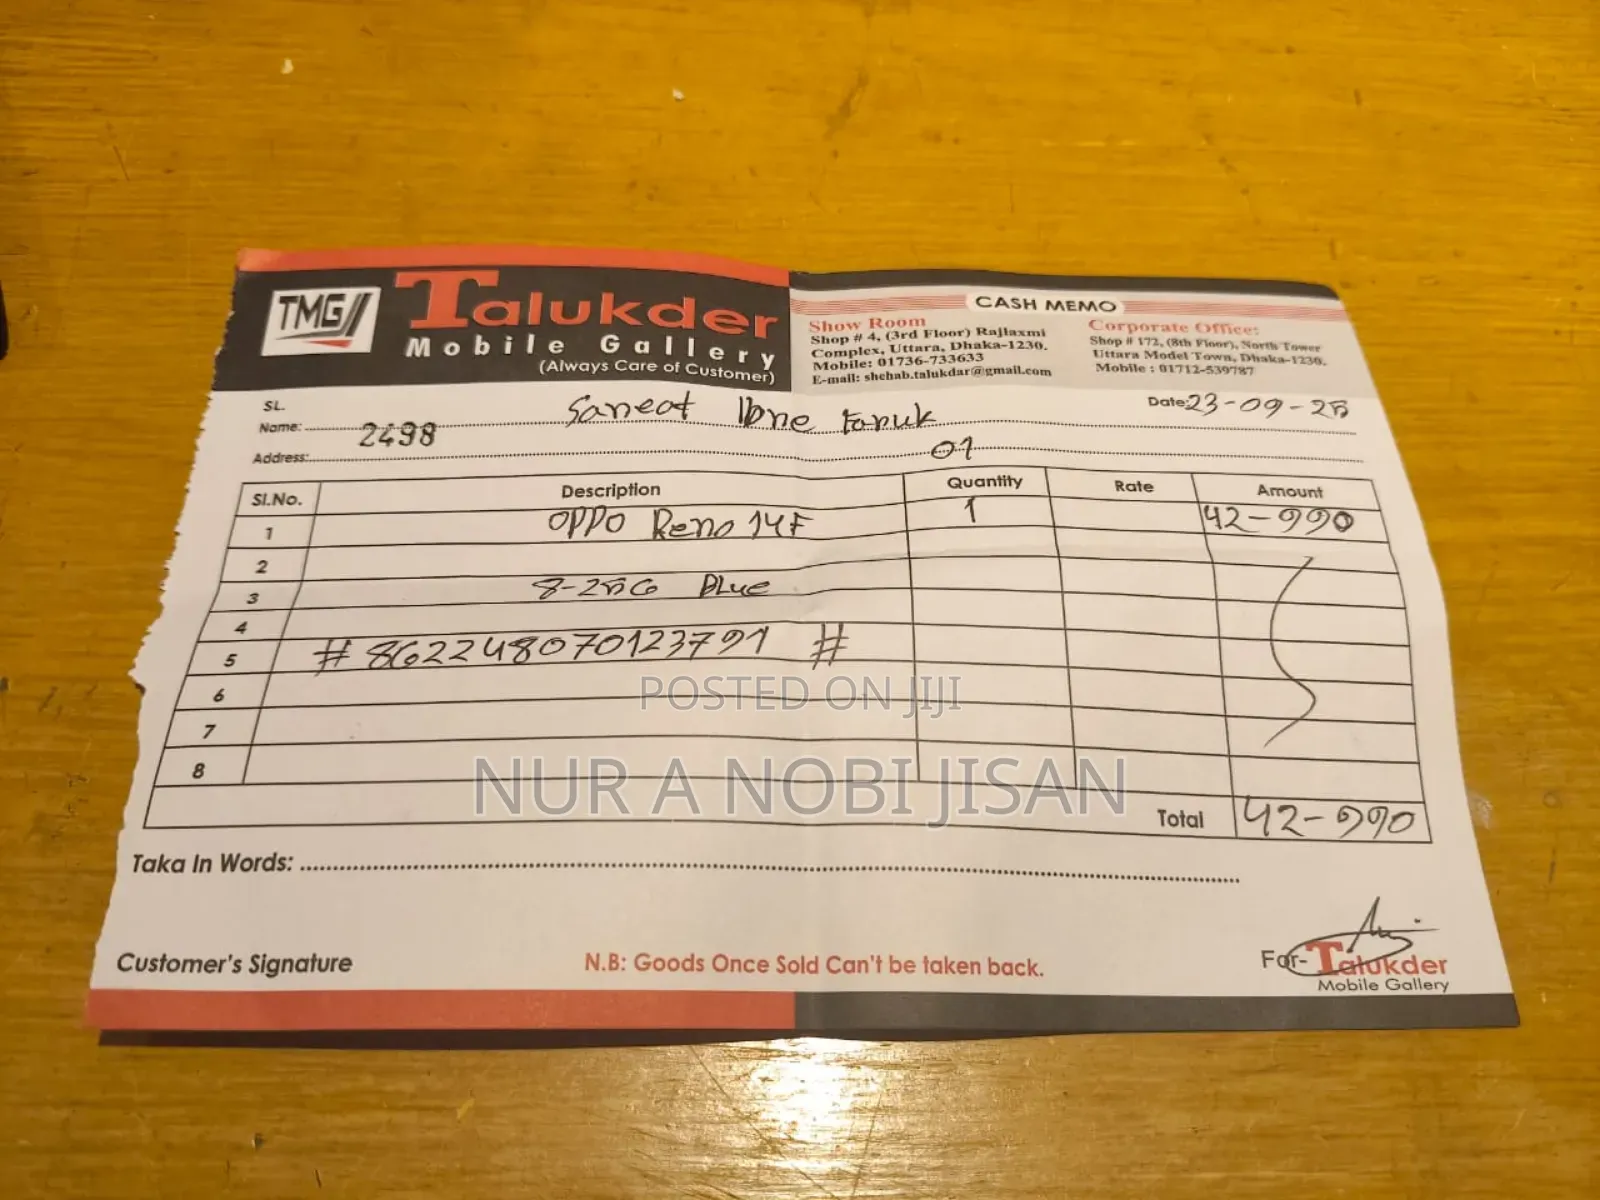 TMG
Talukder
Mobile Gallery
(Always Care of Customer)
CASH MEMO
Show Room
Shop # 4, (3rd Floor) Rajlaxmi
Complex, Uttara, Dhaka-1230.
Mobile: 01736-733633
E-mail: shehab.talukdar@gmail.com
Corporate Office:
Shop # 172, (8th Floor), North Tower
Uttara Model Town, Dhaka-1230.
Mobile : 01712-539787
SL. 2498
Date: 23-09-25
Name: Saneat Ibne Faruk
Address: 01
Sl.No. Description Quantity Rate Amount
1 OPPO Reno 14F 1 42-990
2
3 8-256 Blue
4
5 # 862248070123791 #
6
7
8
Total 42-990
Taka In Words:
Customer's Signature
N.B: Goods Once Sold Can't be taken back.
For- Talukder
Mobile Gallery
POSTED ON JIJI
NUR A NOBI JISAN